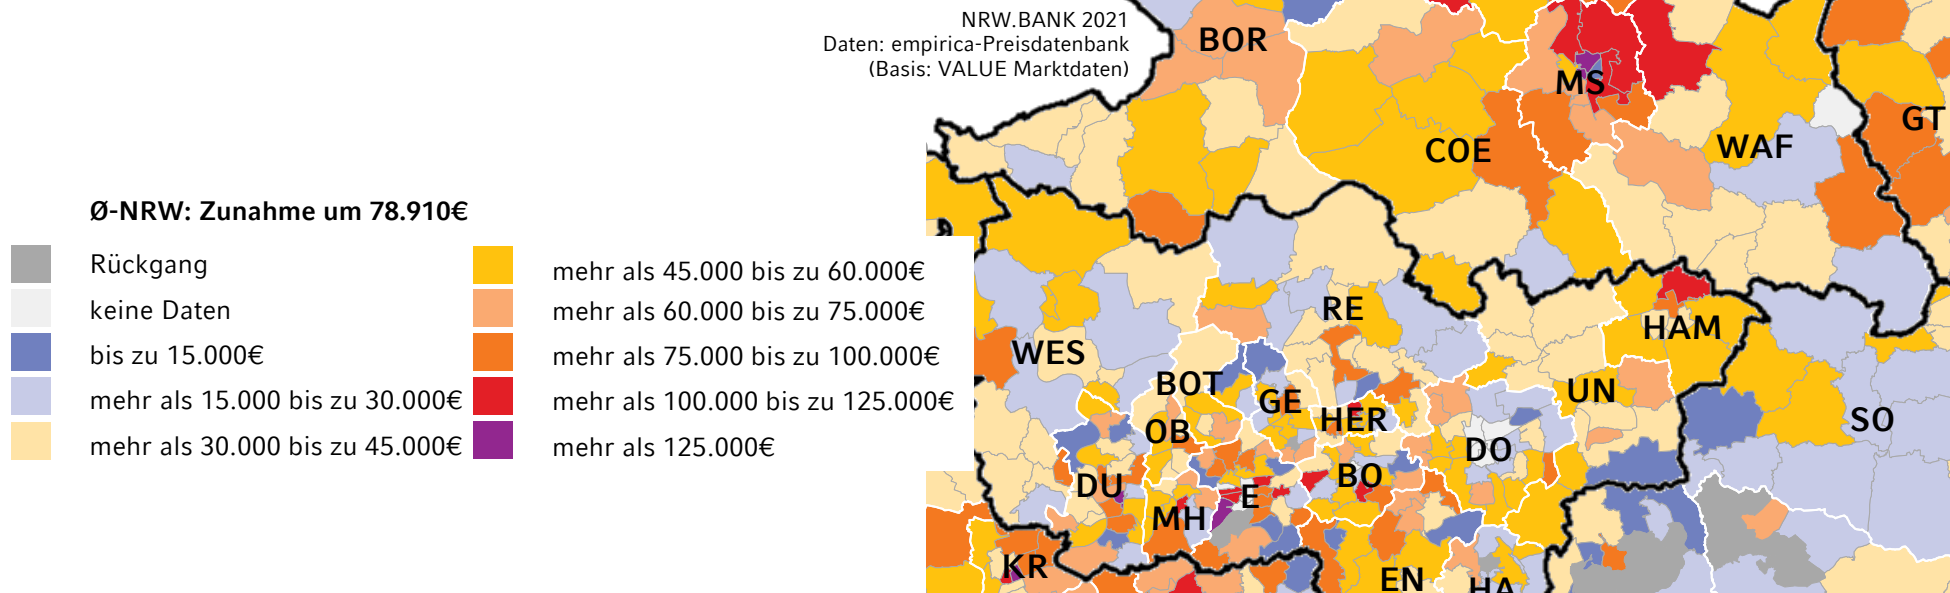 NRW.BANK 2021
Daten: empirica-Preisdatenbank
(Basis: VALUE Marktdaten)
Ø-NRW: Zunahme um 78.910€
Rückgang
keine Daten
bis zu 15.000€
mehr als 15.000 bis zu 30.000€
mehr als 30.000 bis zu 45.000€
mehr als 45.000 bis zu 60.000€
mehr als 60.000 bis zu 75.000€
mehr als 75.000 bis zu 100.000€
mehr als 100.000 bis zu 125.000€
mehr als 125.000€
BOR
MS
GT
COE
WAF
RE
HAM
WES
BOT
UN
GE
HER
SO
OB
DO
BO
DU
E
MH
KR
EN
HA